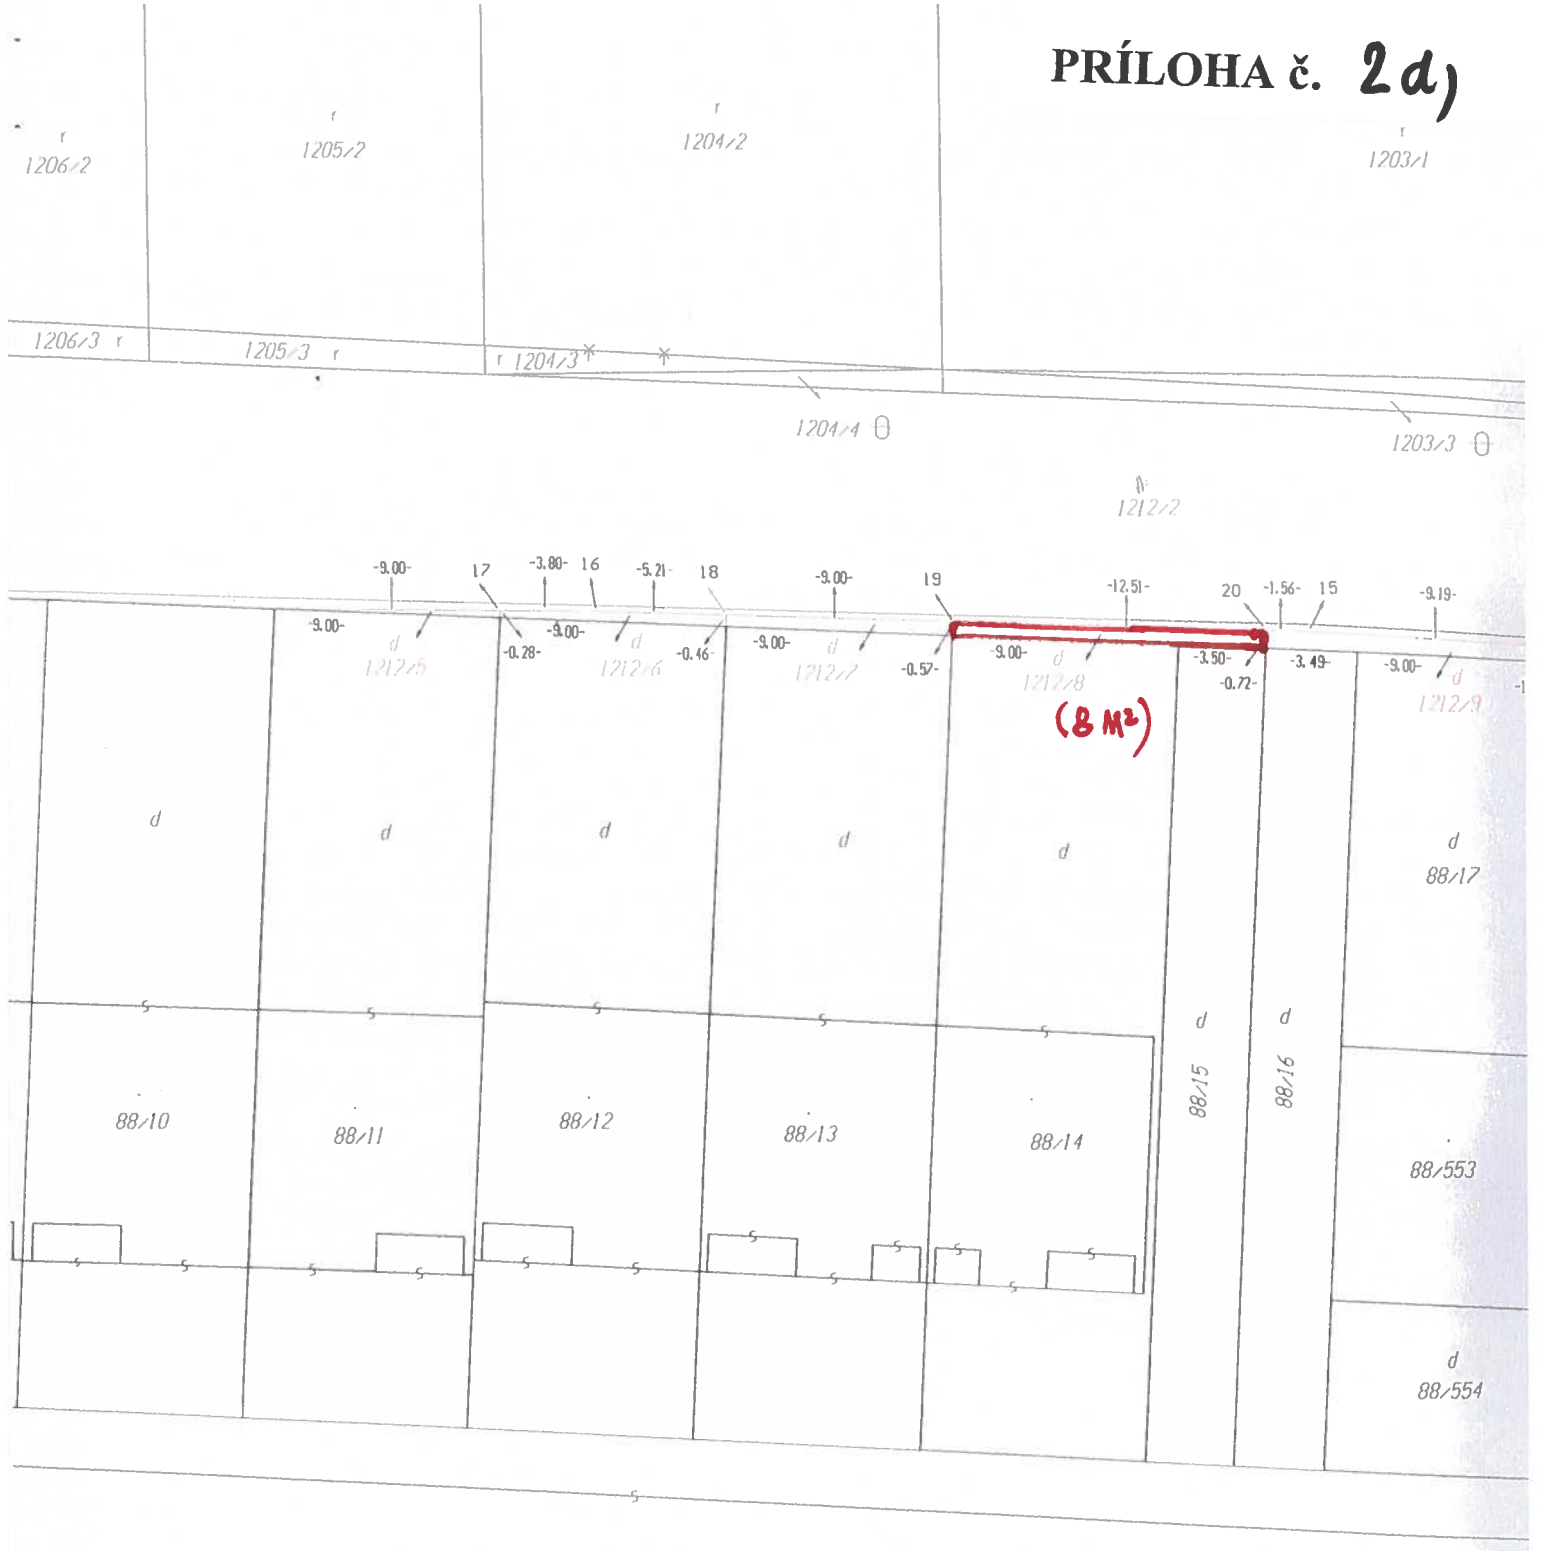 PRÍLOHA č. 2d)
r
1206/2
r
1205/2
r
1204/2
r
1203/1
1206/3 r
1205/3 r
r 1204/3
1204/4
1203/3
1212/2
-9.00-
17
-3.80-
16
-5.21-
18
-9.00-
19
-12.51-
20
-1.56-
15
-9.19-
-9.00-
d
1212/5
-0.28-
-9.00-
d
1212/6
-0.46-
-9.00-
d
1212/7
-0.57-
-9.00-
d
1212/8
-3.50-
-0.72-
-3.49-
-9.00-
d
1212/9
(8 M²)
d
d
d
d
d
d
88/17
d
88/15
d
88/16
88/10
88/11
88/12
88/13
88/14
88/553
d
88/554